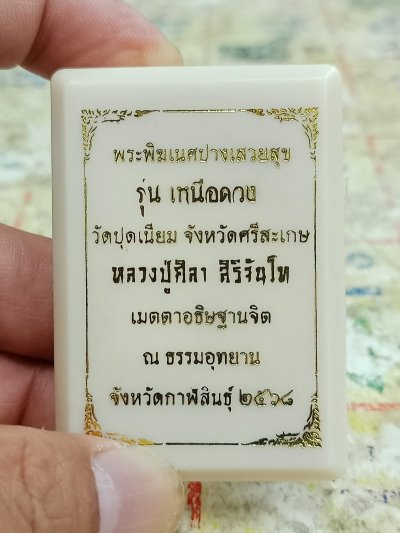 พระพิฆเนศปางเสวยสุข
รุ่น เหนือดวง
วัดปุดเนียม จังหวัดศรีสะเกษ
หลวงปู่ศิลา สิริจันโท
เมตตาอธิษฐานจิต
ณ ธรรมอุทยาน
จังหวัดกาฬสินธุ์ ๒๕๖๘